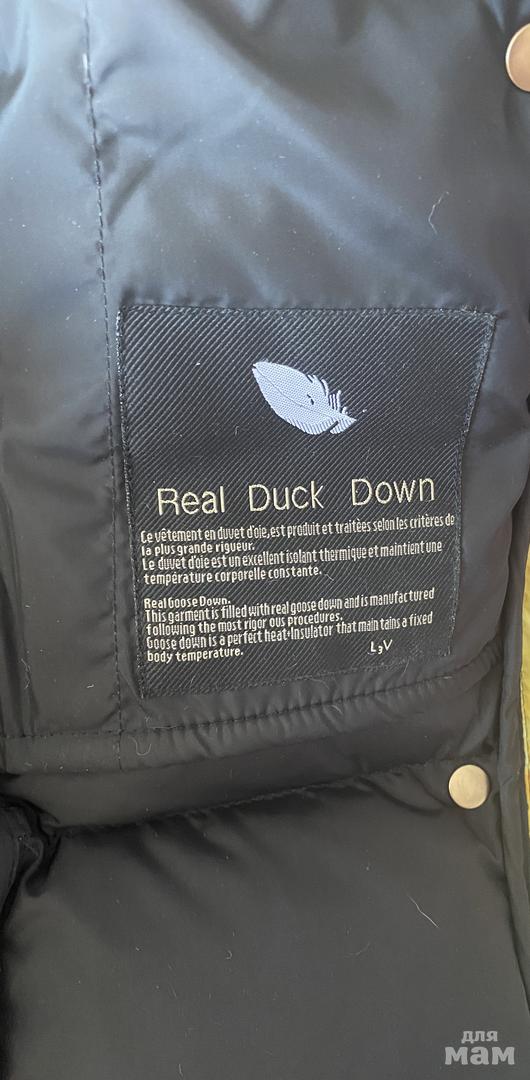 Real Duck Down
Ce vêtement en duvet d'oie, est produit et traitées selon les critères de
la plus grande rigueur.
Le duvet d'oie est un excellent isolant thermique et maintient une
température corporelle constante.
Real Goose Down.
This garment is filled with real goose down and is manufactured
following the most rigor ous procedures.
Goose down is a perfect heat-Insulator that main tains a fixed
body temperature.
L,V
для
мам